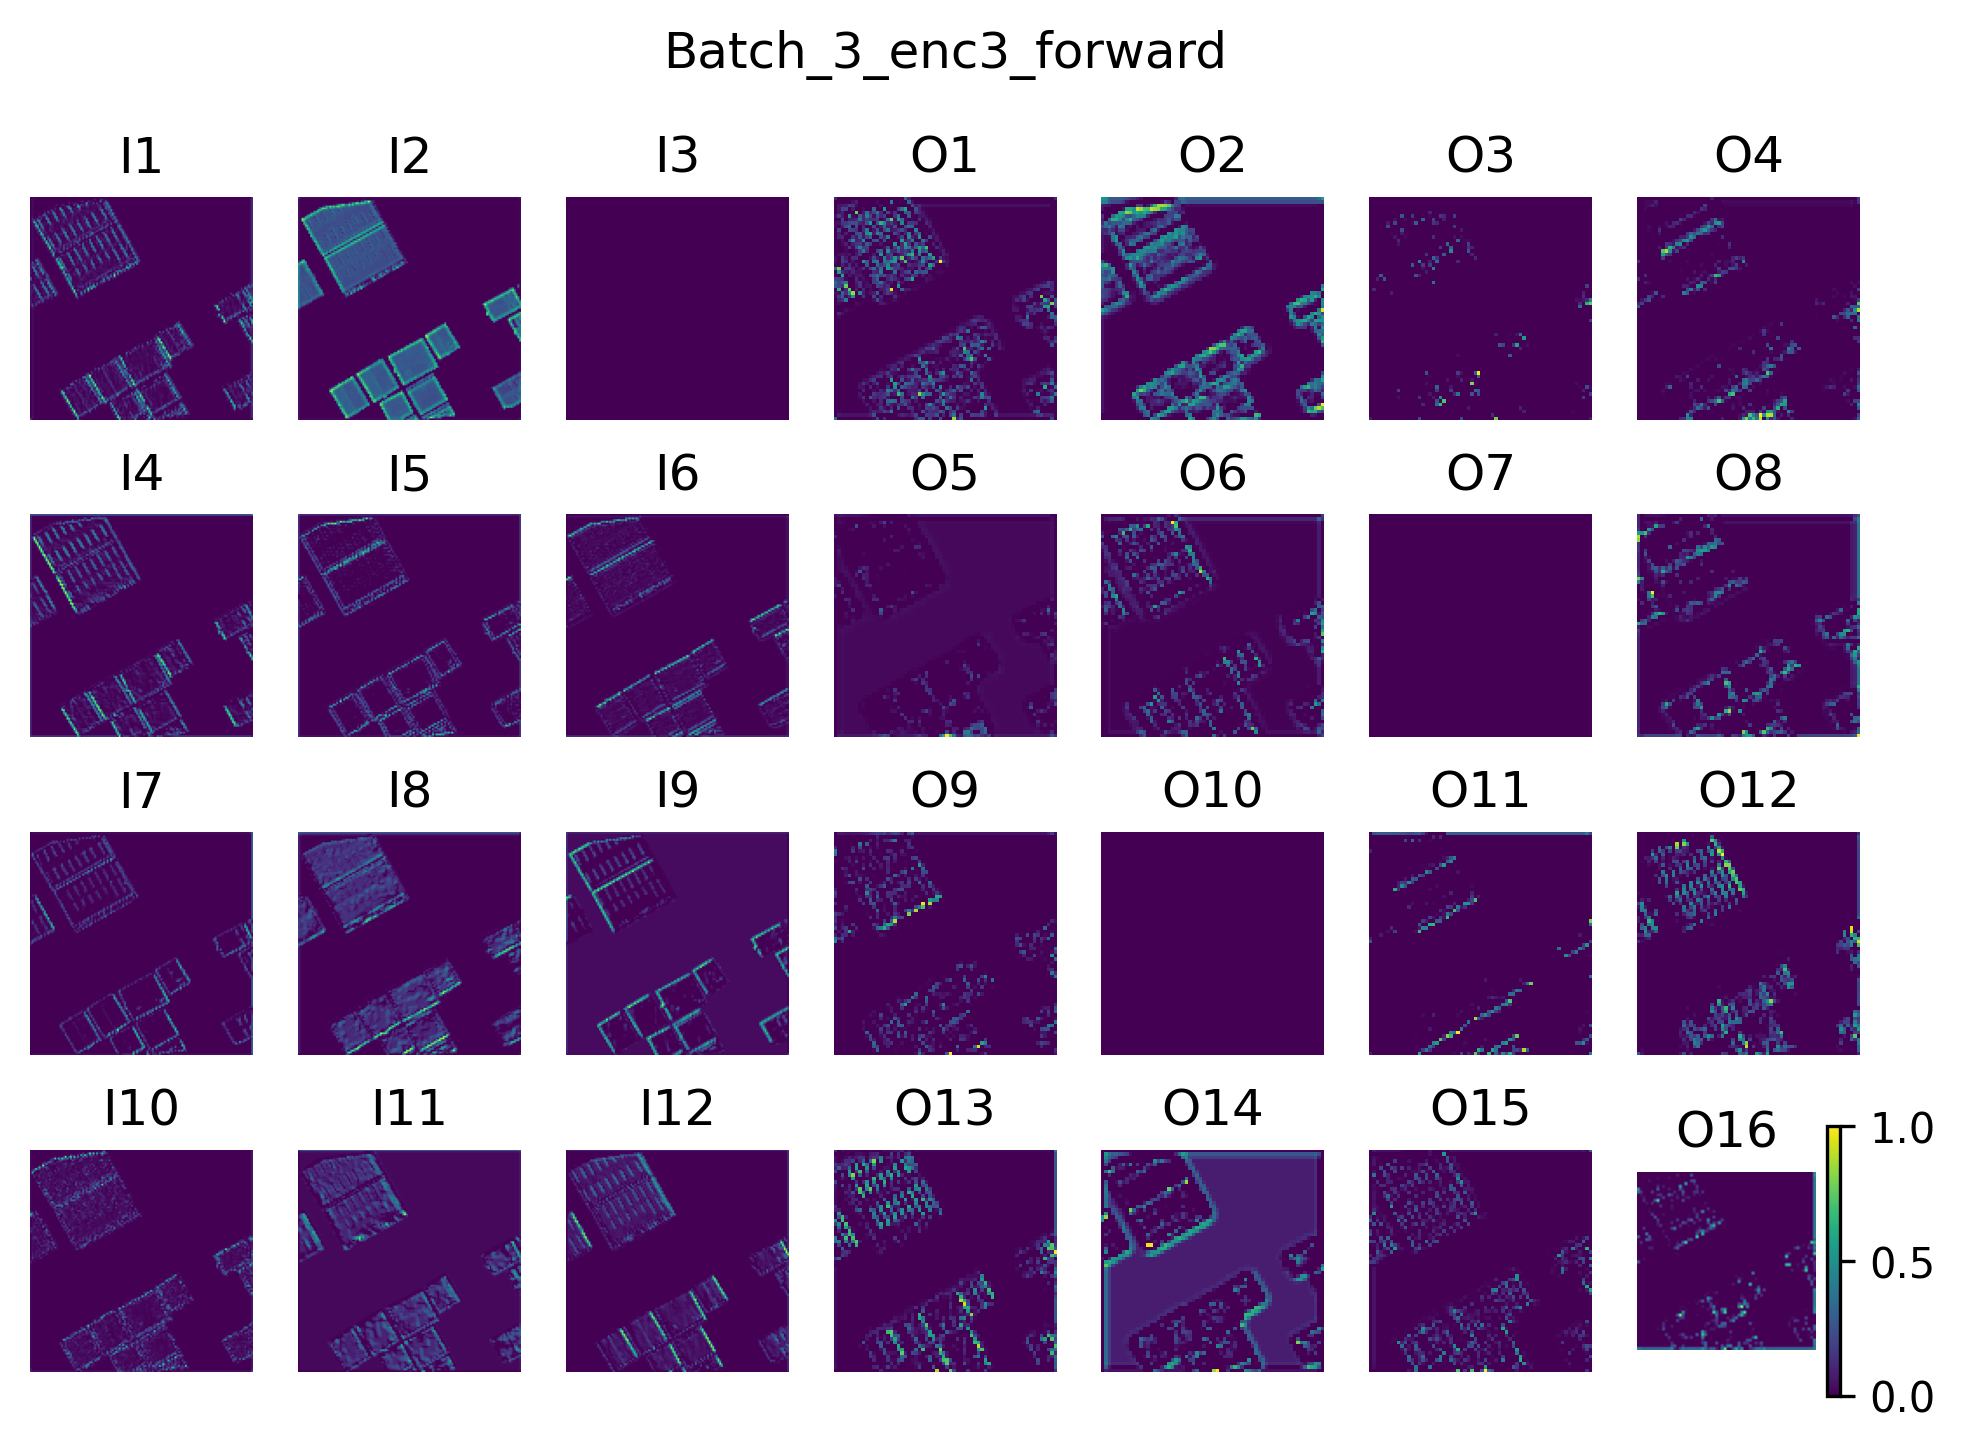 Batch_3_enc3_forward
I1 I2 I3 O1 O2 O3 O4
I4 I5 I6 O5 O6 O7 O8
I7 I8 I9 O9 O10 O11 O12
I10 I11 I12 O13 O14 O15 O16
1.0
0.5
0.0